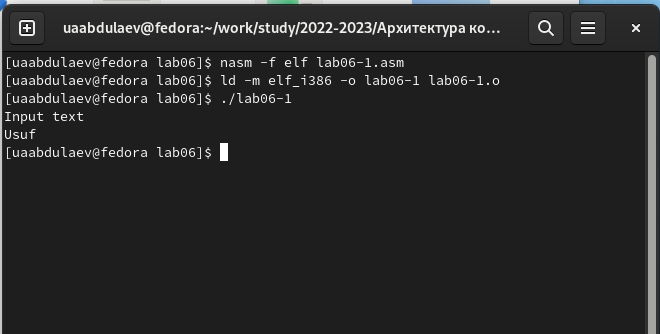 uaabdulaev@fedora:~/work/study/2022-2023/Архитектура ко...
[uaabdulaev@fedora lab06]$ nasm -f elf lab06-1.asm
[uaabdulaev@fedora lab06]$ ld -m elf_i386 -o lab06-1 lab06-1.o
[uaabdulaev@fedora lab06]$ ./lab06-1
Input text
Usuf
[uaabdulaev@fedora lab06]$